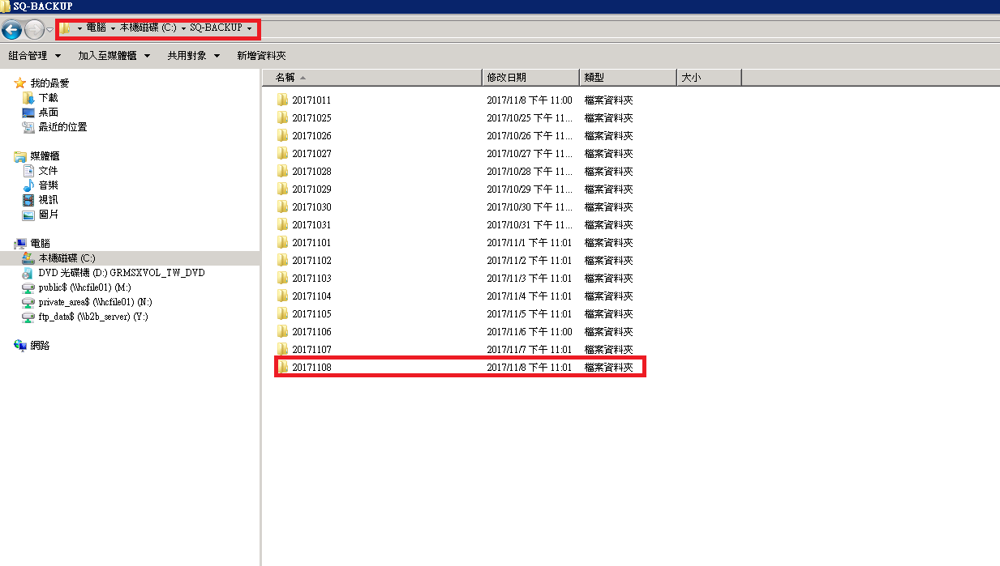 SQ-BACKUP
電腦 本機磁碟 (C:) SQ-BACKUP
組合管理 加入至媒體櫃 共用對象 新增資料夾
我的最愛
下載
桌面
最近的位置
媒體櫃
文件
音樂
視訊
圖片
電腦
本機磁碟 (C:)
DVD 光碟機 (D:) GRMSXVOL_TW_DVD
public$ (\\hcfile01) (M:)
private_area$ (\\hcfile01) (N:)
ftp_data$ (\\b2b_server) (Y:)
網路
名稱 修改日期 類型 大小
20171011 2017/11/8 下午 11:00 檔案資料夾
20171025 2017/10/25 下午 11... 檔案資料夾
20171026 2017/10/26 下午 11... 檔案資料夾
20171027 2017/10/27 下午 11... 檔案資料夾
20171028 2017/10/28 下午 11... 檔案資料夾
20171029 2017/10/29 下午 11... 檔案資料夾
20171030 2017/10/30 下午 11... 檔案資料夾
20171031 2017/10/31 下午 11... 檔案資料夾
20171101 2017/11/1 下午 11:01 檔案資料夾
20171102 2017/11/2 下午 11:01 檔案資料夾
20171103 2017/11/3 下午 11:01 檔案資料夾
20171104 2017/11/4 下午 11:01 檔案資料夾
20171105 2017/11/5 下午 11:01 檔案資料夾
20171106 2017/11/6 下午 11:00 檔案資料夾
20171107 2017/11/7 下午 11:01 檔案資料夾
20171108 2017/11/8 下午 11:01 檔案資料夾